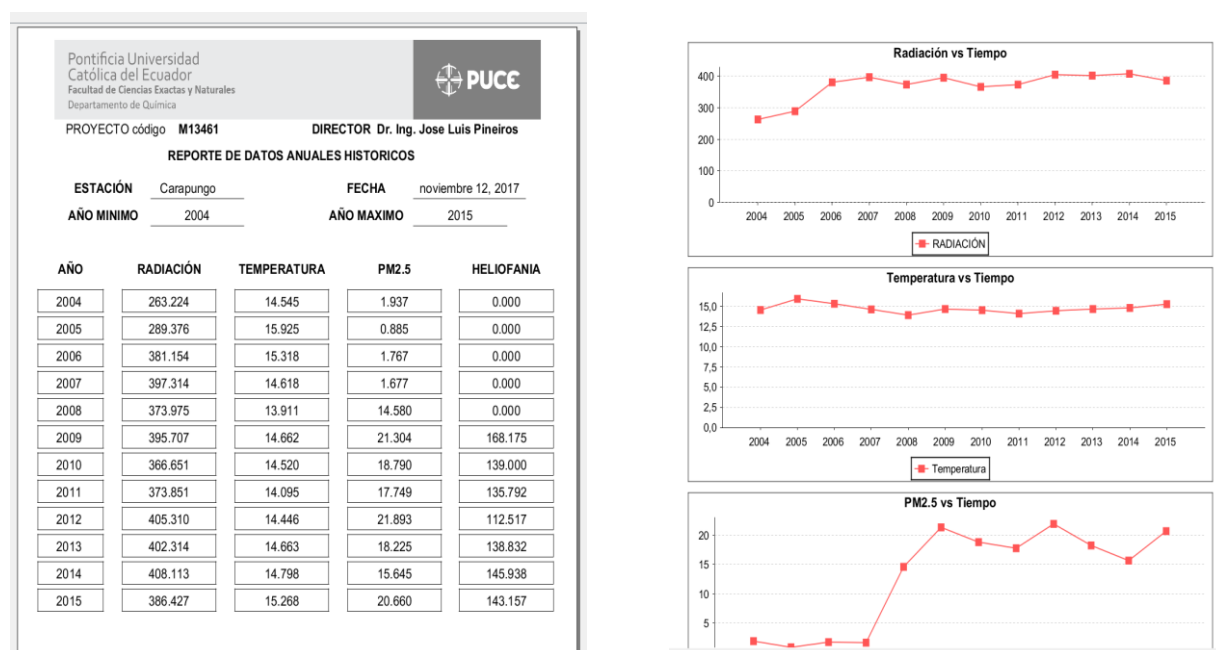 Pontificia Universidad
Católica del Ecuador
Facultad de Ciencias Exactas y Naturales
Departamento de Química
PUCE
PROYECTO código M13461 DIRECTOR Dr. Ing. Jose Luis Pineiros
REPORTE DE DATOS ANUALES HISTORICOS
ESTACIÓN Carapungo FECHA noviembre 12, 2017
AÑO MINIMO 2004 AÑO MAXIMO 2015
AÑO RADIACIÓN TEMPERATURA PM2.5 HELIOFANIA
2004 263.224 14.545 1.937 0.000
2005 289.376 15.925 0.885 0.000
2006 381.154 15.318 1.767 0.000
2007 397.314 14.618 1.677 0.000
2008 373.975 13.911 14.580 0.000
2009 395.707 14.662 21.304 168.175
2010 366.651 14.520 18.790 139.000
2011 373.851 14.095 17.749 135.792
2012 405.310 14.446 21.893 112.517
2013 402.314 14.663 18.225 138.832
2014 408.113 14.798 15.645 145.938
2015 386.427 15.268 20.660 143.157
Radiación vs Tiempo
400
300
200
100
0
2004 2005 2006 2007 2008 2009 2010 2011 2012 2013 2014 2015
RADIACIÓN
Temperatura vs Tiempo
15,0
12,5
10,0
7,5
5,0
2,5
0,0
2004 2005 2006 2007 2008 2009 2010 2011 2012 2013 2014 2015
Temperatura
PM2.5 vs Tiempo
20
15
10
5